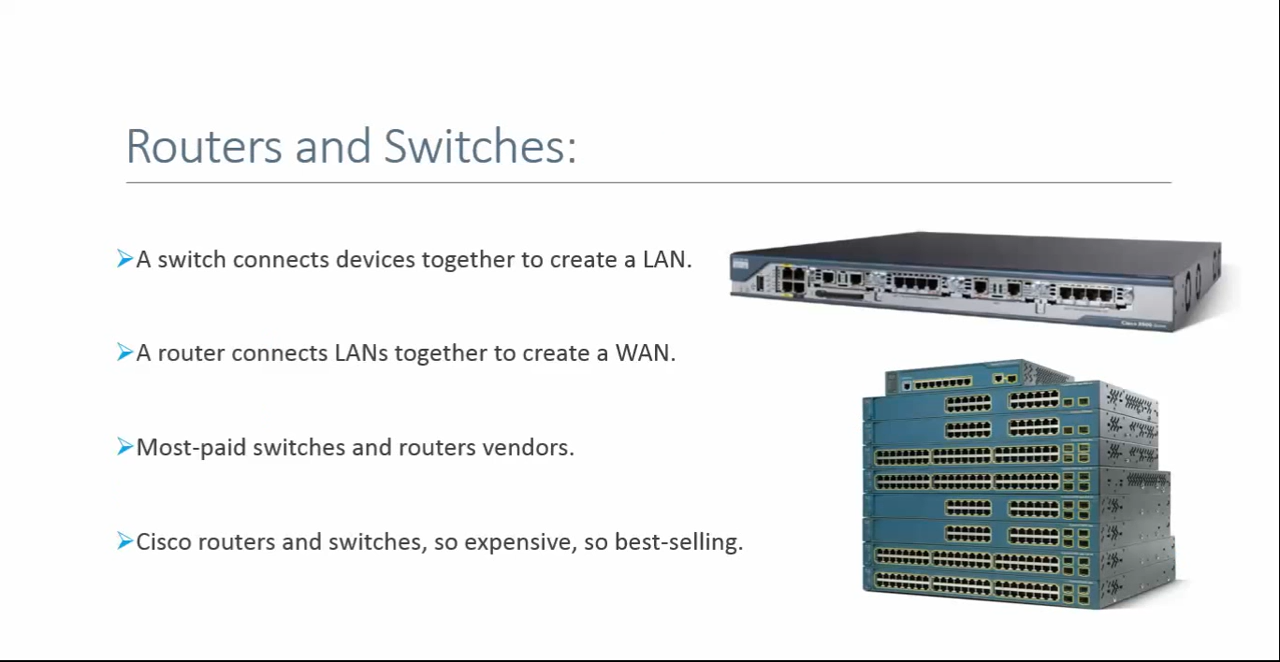 Routers and Switches:
A switch connects devices together to create a LAN.
A router connects LANs together to create a WAN.
Most-paid switches and routers vendors.
Cisco routers and switches, so expensive, so best-selling.